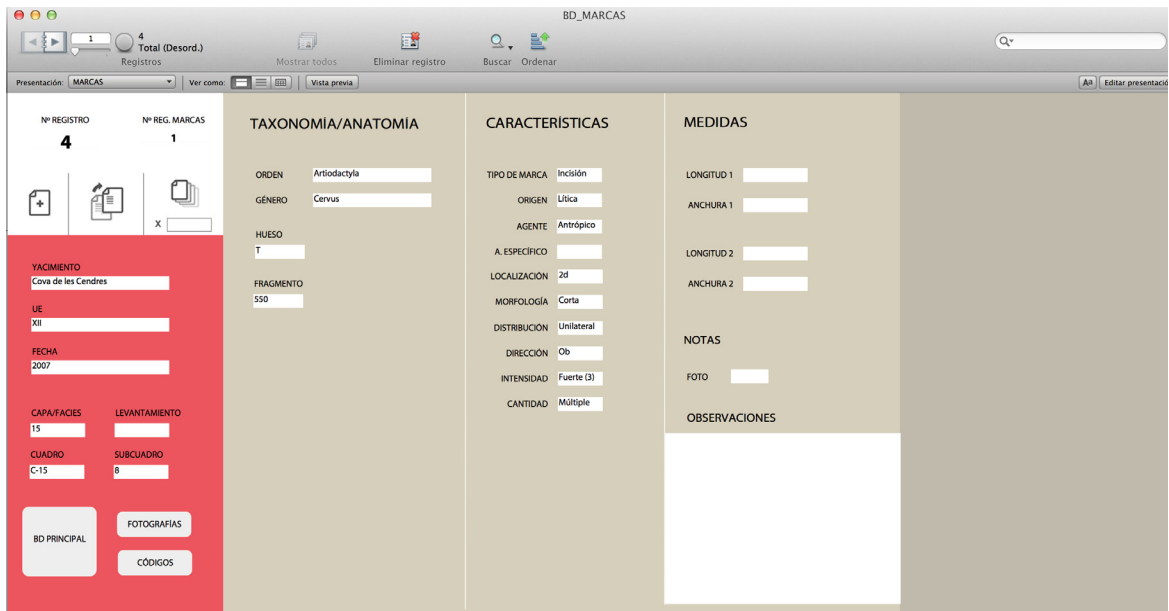 BD_MARCAS
1
4
Total (Desord.)
Registros
Mostrar todos
Eliminar registro
Buscar
Ordenar
Presentación: MARCAS
Ver como:
Vista previa
Aa
Editar presentació
Nº REGISTRO
4
Nº REG. MARCAS
1
X
YACIMIENTO
Cova de les Cendres
UE
XII
FECHA
2007
CAPA/FACIES
15
LEVANTAMIENTO
CUADRO
C-15
SUBCUADRO
8
BD PRINCIPAL
FOTOGRAFÍAS
CÓDIGOS
TAXONOMÍA/ANATOMÍA
ORDEN Artiodactyla
GÉNERO Cervus
HUESO
T
FRAGMENTO
550
CARACTERÍSTICAS
TIPO DE MARCA Incisión
ORIGEN Lítica
AGENTE Antrópico
A. ESPECÍFICO
LOCALIZACIÓN 2d
MORFOLOGÍA Corta
DISTRIBUCIÓN Unilateral
DIRECCIÓN Ob
INTENSIDAD Fuerte (3)
CANTIDAD Múltiple
MEDIDAS
LONGITUD 1
ANCHURA 1
LONGITUD 2
ANCHURA 2
NOTAS
FOTO
OBSERVACIONES